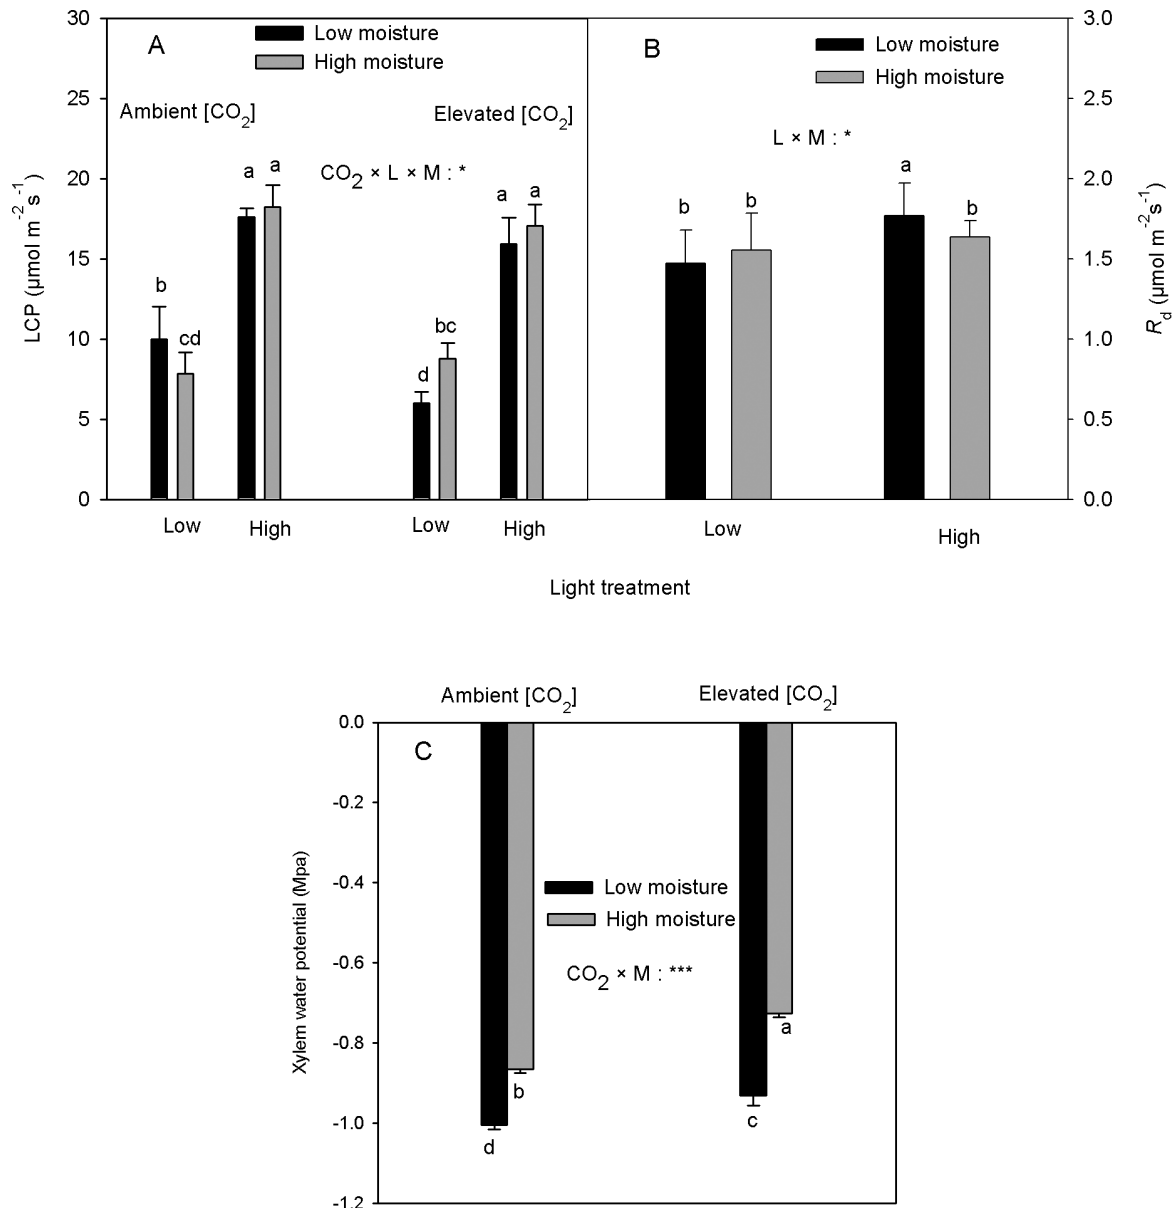 A
Low moisture
High moisture
Ambient [CO2]
Elevated [CO2]
CO2 × L × M : *
a
a
a
a
b
cd
bc
d
30
25
20
15
10
5
0
LCP (µmol m-2 s-1)
Low
High
Low
High
B
Low moisture
High moisture
L × M : *
b
b
a
b
3.0
2.5
2.0
1.5
1.0
0.5
0.0
Rd (µmol m-2s-1)
Low
High
Light treatment
Ambient [CO2]
Elevated [CO2]
C
0.0
-0.2
-0.4
-0.6
-0.8
-1.0
-1.2
Xylem water potential (Mpa)
Low moisture
High moisture
CO2 × M : ***
a
b
c
d